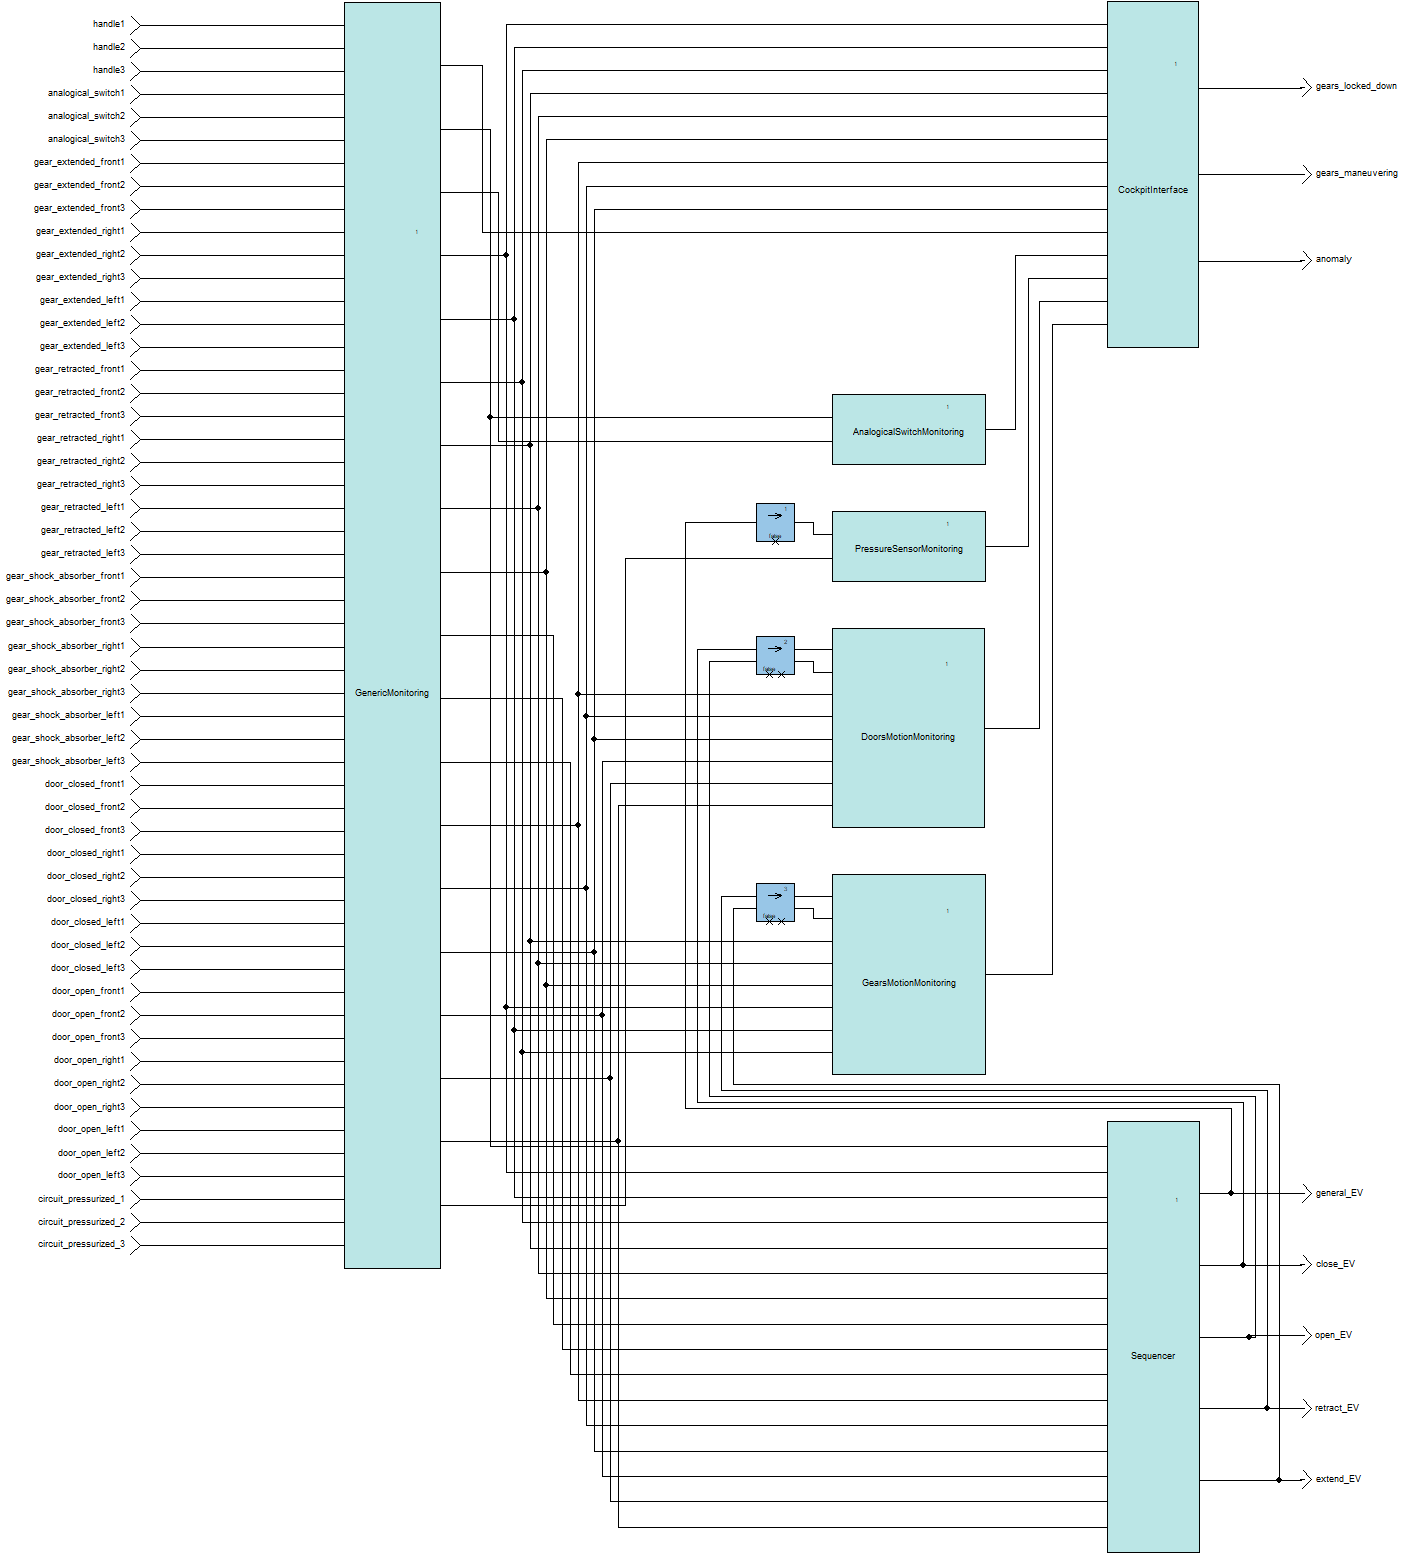 handle1
handle2
handle3
analogical_switch1
analogical_switch2
analogical_switch3
gear_extended_front1
gear_extended_front2
gear_extended_front3
gear_extended_right1
gear_extended_right2
gear_extended_right3
gear_extended_left1
gear_extended_left2
gear_extended_left3
gear_retracted_front1
gear_retracted_front2
gear_retracted_front3
gear_retracted_right1
gear_retracted_right2
gear_retracted_right3
gear_retracted_left1
gear_retracted_left2
gear_retracted_left3
gear_shock_absorber_front1
gear_shock_absorber_front2
gear_shock_absorber_front3
gear_shock_absorber_right1
gear_shock_absorber_right2
gear_shock_absorber_right3
gear_shock_absorber_left1
gear_shock_absorber_left2
gear_shock_absorber_left3
door_closed_front1
door_closed_front2
door_closed_front3
door_closed_right1
door_closed_right2
door_closed_right3
door_closed_left1
door_closed_left2
door_closed_left3
door_open_front1
door_open_front2
door_open_front3
door_open_right1
door_open_right2
door_open_right3
door_open_left1
door_open_left2
door_open_left3
circuit_pressurized_1
circuit_pressurized_2
circuit_pressurized_3
1
GenericMonitoring
1
CockpitInterface
1
AnalogicalSwitchMonitoring
1
1
PressureSensorMonitoring
2
1
DoorsMotionMonitoring
3
1
GearsMotionMonitoring
1
Sequencer
gears_locked_down
gears_maneuvering
anomaly
general_EV
close_EV
open_EV
retract_EV
extend_EV